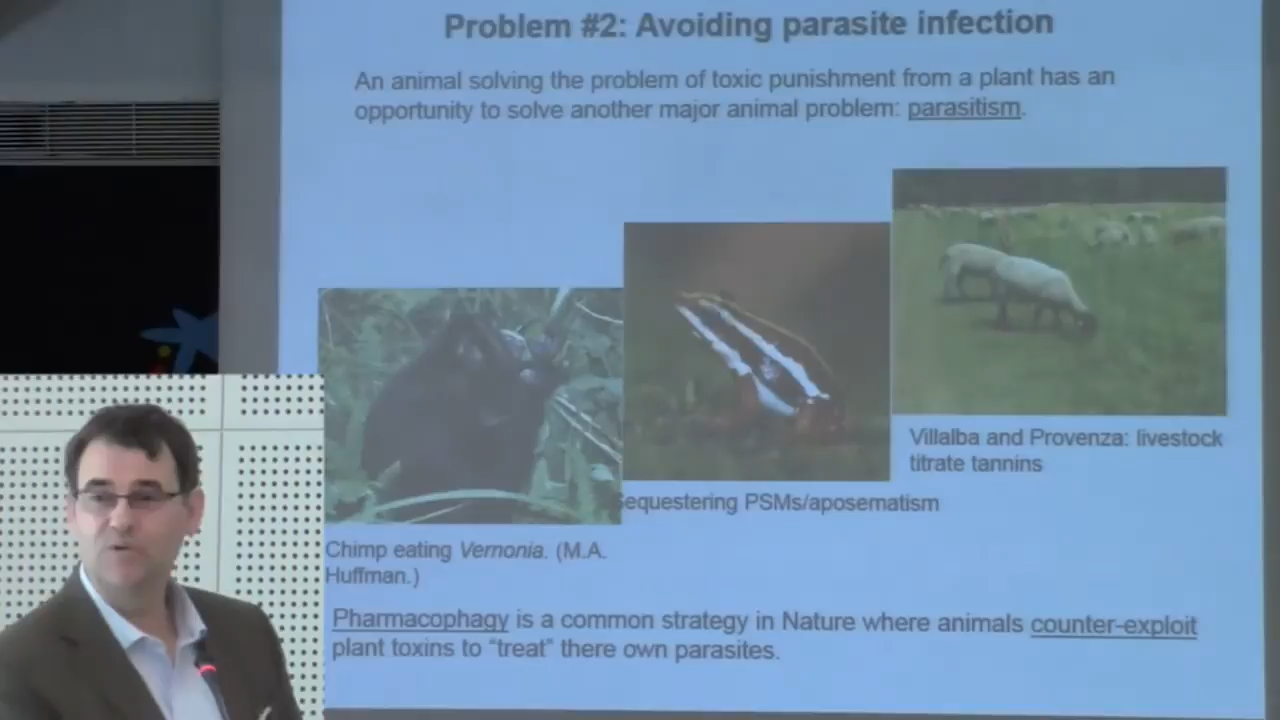 Problem #2: Avoiding parasite infection
An animal solving the problem of toxic punishment from a plant has an
opportunity to solve another major animal problem: parasitism.
Villalba and Provenza: livestock
titrate tannins
Sequestering PSMs/aposematism
Chimp eating Vernonia. (M.A.
Huffman.)
Pharmacophagy is a common strategy in Nature where animals counter-exploit
plant toxins to “treat” there own parasites.